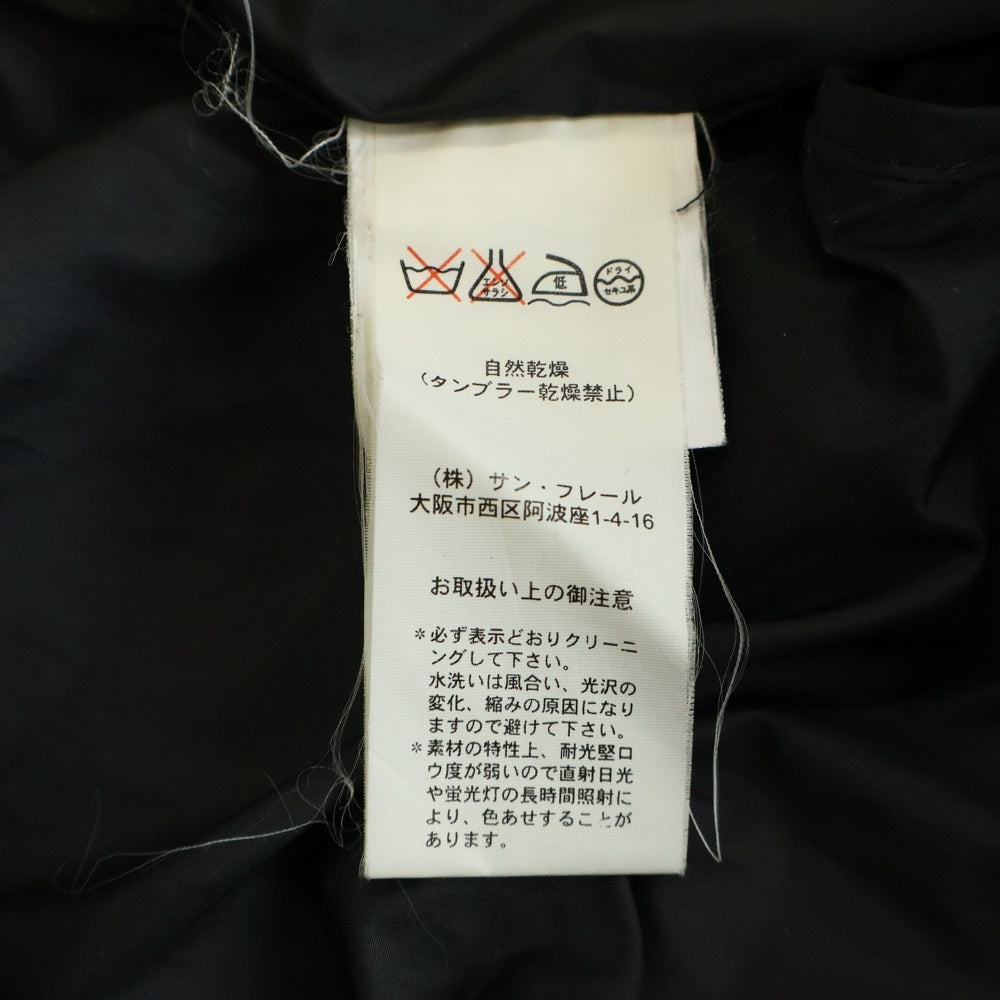 エンソ
サラシ
低
ドライ
セキユ系
自然乾燥
(タンブラー乾燥禁止)
(株) サン・フレール
大阪市西区阿波座1-4-16
お取扱い上の御注意
*必ず表示どおりクリーニ
ングして下さい。
水洗いは風合い、光沢の
変化、縮みの原因になり
ますので避けて下さい。
*素材の特性上、耐光堅ロ
ウ度が弱いので直射日光
や蛍光灯の長時間照射に
より、色あせすることが
あります。